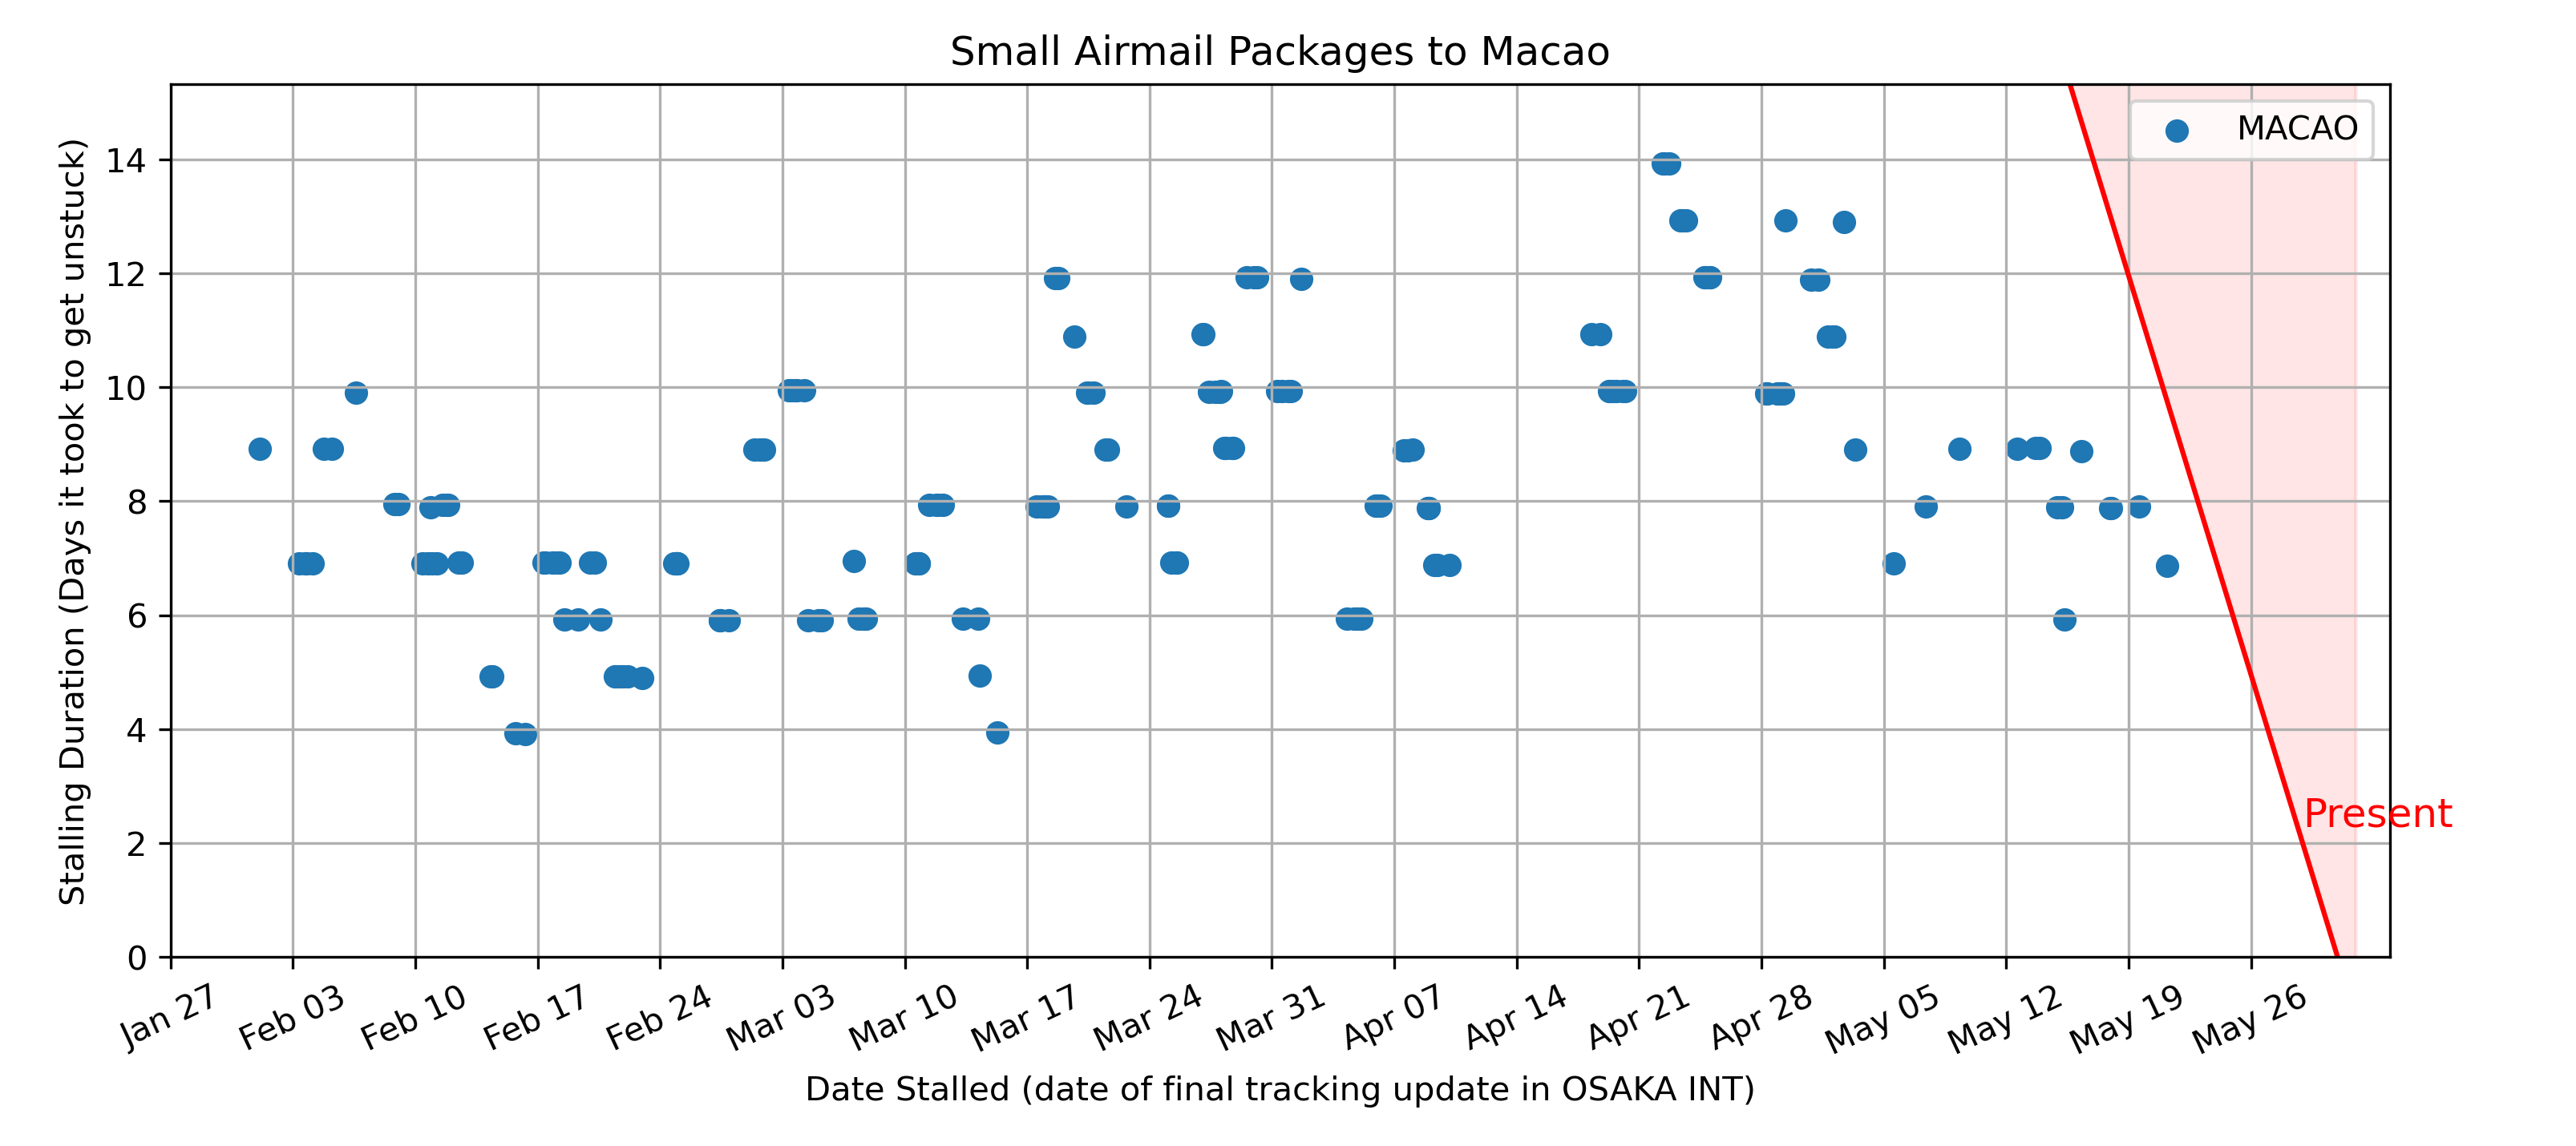 Small Airmail Packages to Macao
MACAO
Stalling Duration (Days it took to get unstuck)
14
12
10
8
6
4
2
0
Present
Jan 27
Feb 03
Feb 10
Feb 17
Feb 24
Mar 03
Mar 10
Mar 17
Mar 24
Mar 31
Apr 07
Apr 14
Apr 21
Apr 28
May 05
May 12
May 19
May 26
Date Stalled (date of final tracking update in OSAKA INT)